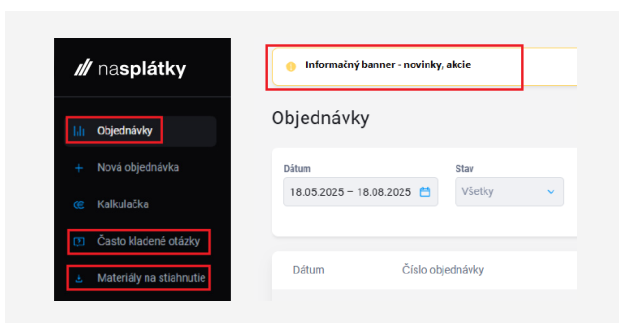 nasplátky
Objednávky
Nová objednávka
Kalkulačka
Často kladené otázky
Materiály na stiahnutie
Informačný banner - novinky, akcie
Objednávky
Dátum
Stav
18.05.2025 – 18.08.2025
Všetky
Dátum
Číslo objednávky